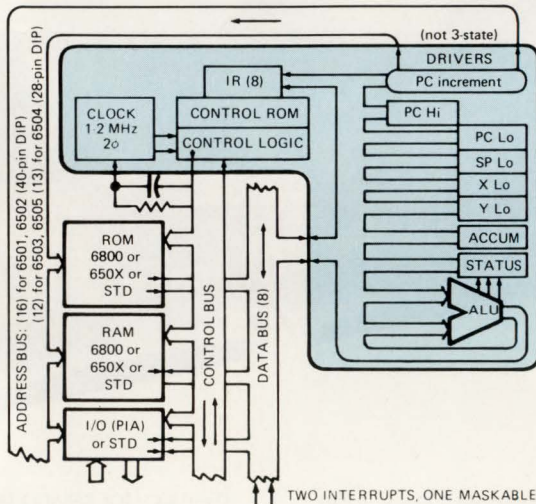 (not 3-state)
DRIVERS
PC increment
IR (8)
CONTROL ROM
CONTROL LOGIC
CLOCK
1-2 MHz
2ϕ
PC Hi
PC Lo
SP Lo
X Lo
Y Lo
ACCUM
STATUS
ALU
ADDRESS BUS: (16) for 6501, 6502 (40-pin DIP)
(12) for 6503, 6505 (13) for 6504 (28-pin DIP)
ROM
6800 or
650X or
STD
RAM
6800 or
650X or
STD
I/O (PIA)
or STD
CONTROL BUS
DATA BUS (8)
TWO INTERRUPTS, ONE MASKABLE